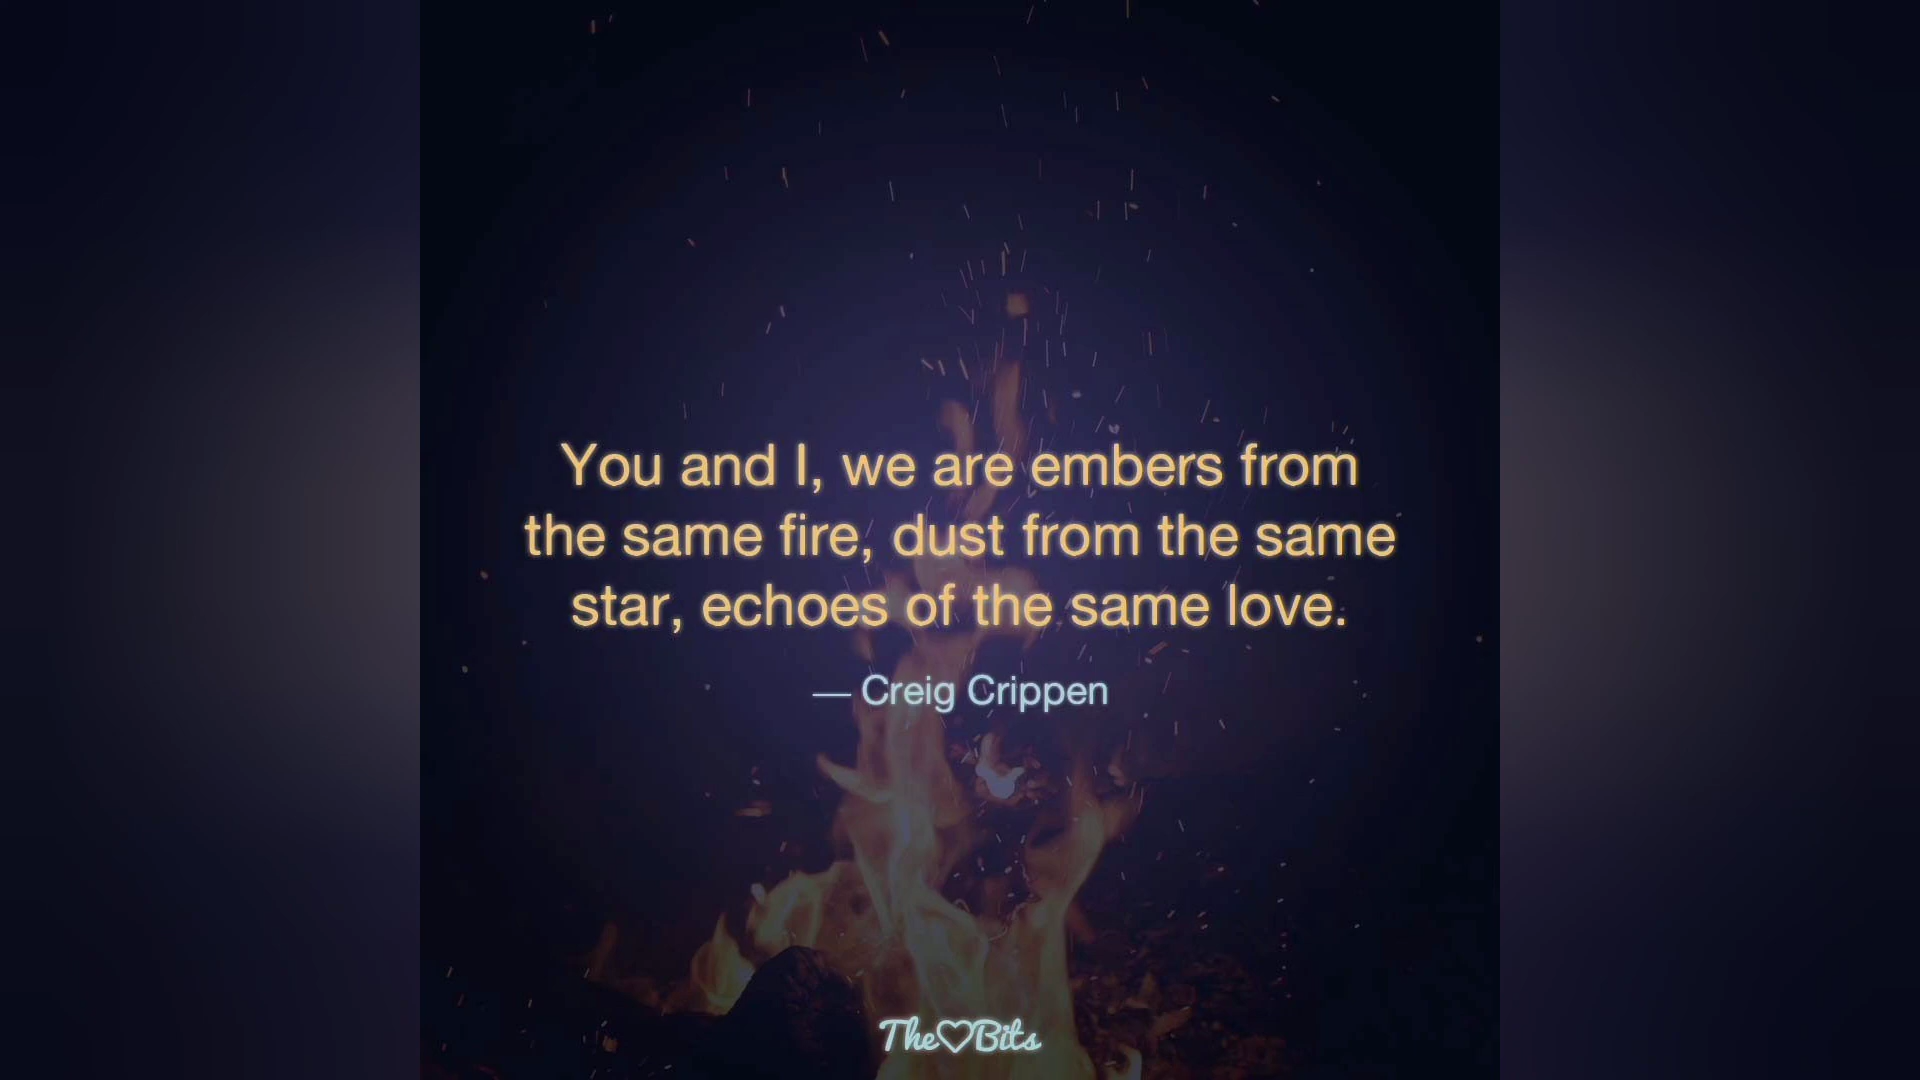 You and I, we are embers from
the same fire, dust from the same
star, echoes of the same love.
— Creig Crippen
The♡Bits